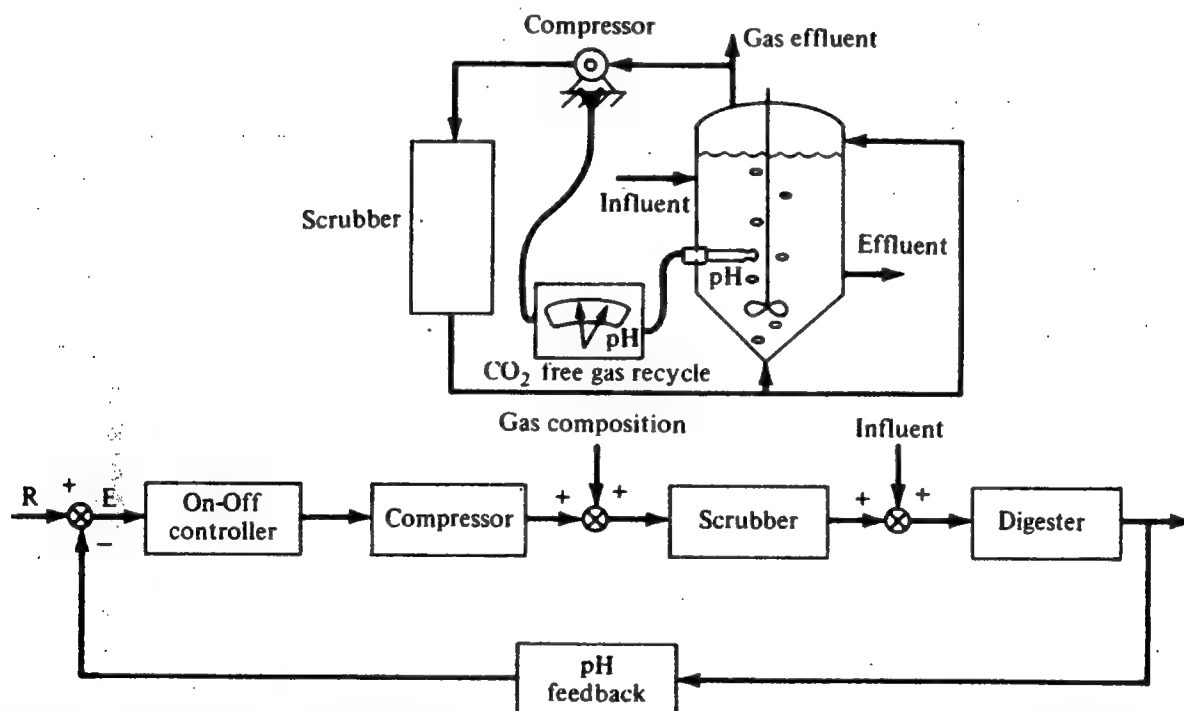 Compressor
Gas effluent
Scrubber
Influent
Effluent
pH
pH
CO₂ free gas recycle
Gas composition
Influent
R
+
E
−
On-Off
controller
Compressor
+
+
Scrubber
+
+
Digester
pH
feedback